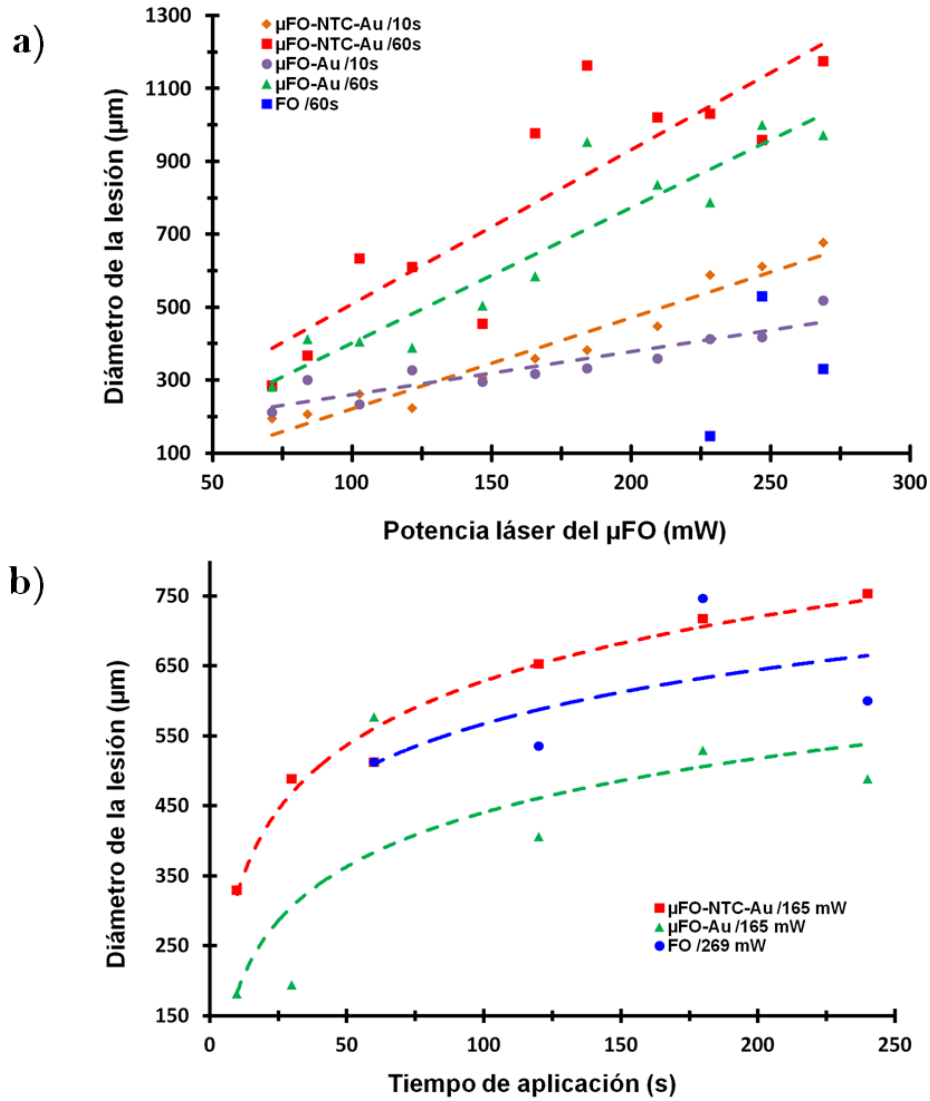 a)
µFO-NTC-Au /10s
µFO-NTC-Au /60s
µFO-Au /10s
µFO-Au /60s
FO /60s
Diámetro de la lesión (µm)
1300
1100
900
700
500
300
100
50
100
150
200
250
300
Potencia láser del µFO (mW)
b)
Diámetro de la lesión (µm)
750
650
550
450
350
250
150
µFO-NTC-Au /165 mW
µFO-Au /165 mW
FO /269 mW
0
50
100
150
200
250
Tiempo de aplicación (s)